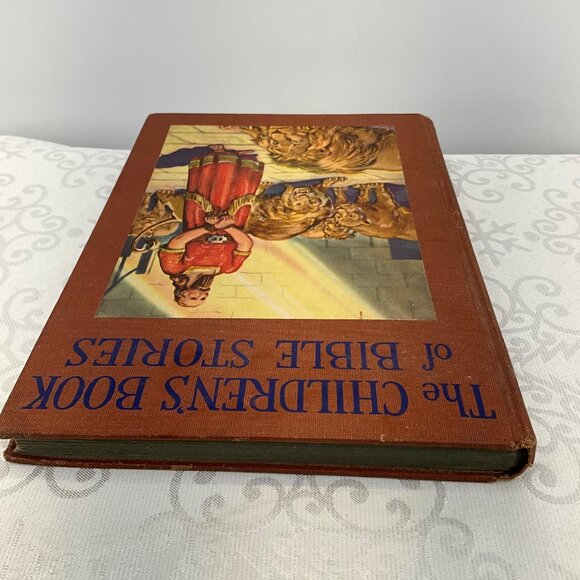 The CHILDREN'S BOOK
of BIBLE STORIES